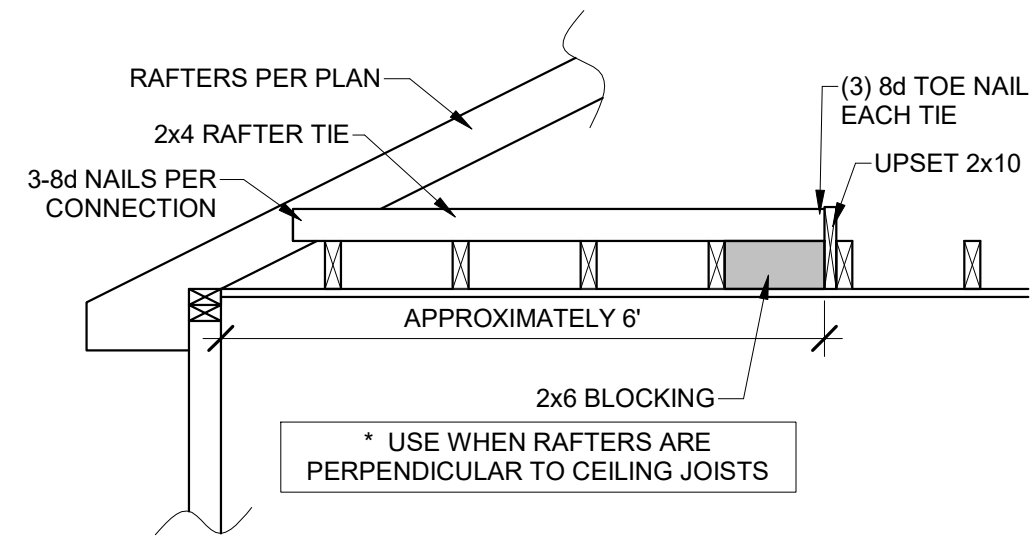 RAFTERS PER PLAN
2x4 RAFTER TIE
3-8d NAILS PER
CONNECTION
(3) 8d TOE NAIL
EACH TIE
UPSET 2x10
APPROXIMATELY 6'
2x6 BLOCKING
* USE WHEN RAFTERS ARE
PERPENDICULAR TO CEILING JOISTS